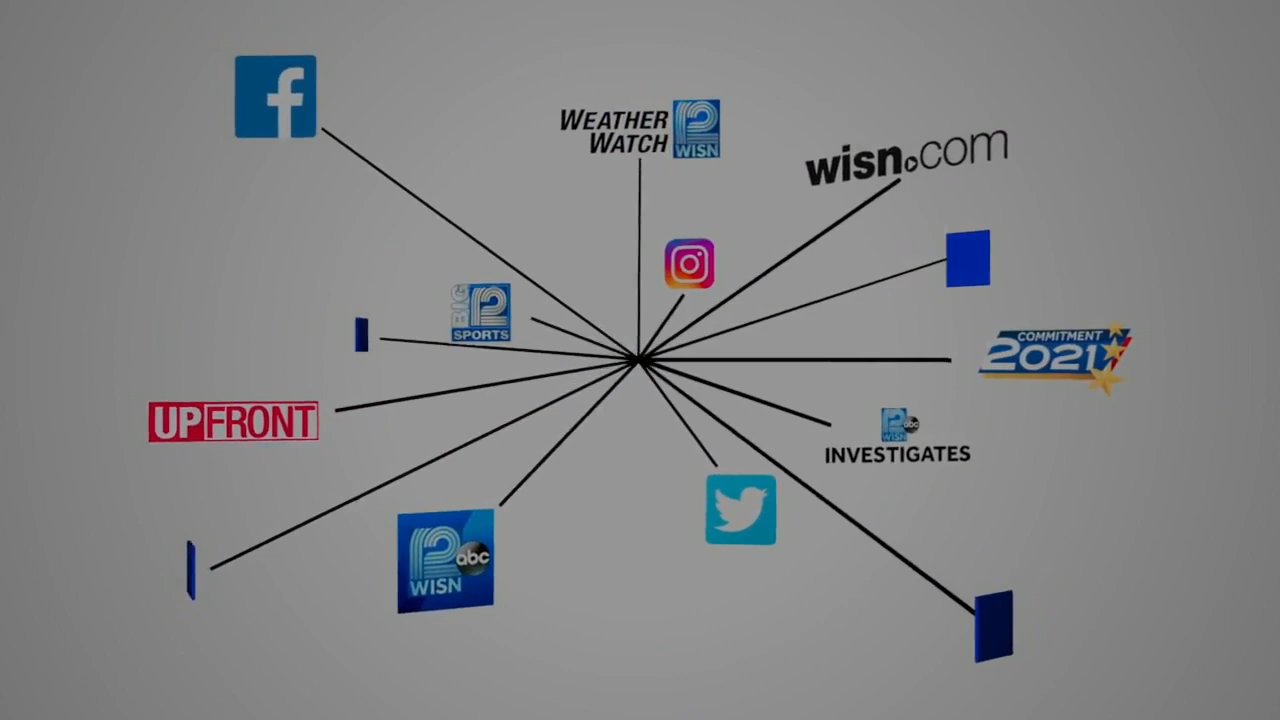 f
WEATHER
WATCH
12
WISN
wisn.com
BIG
12
SPORTS
COMMITMENT
2021
UPFRONT
12
WISN
abc
INVESTIGATES
12
abc
WISN